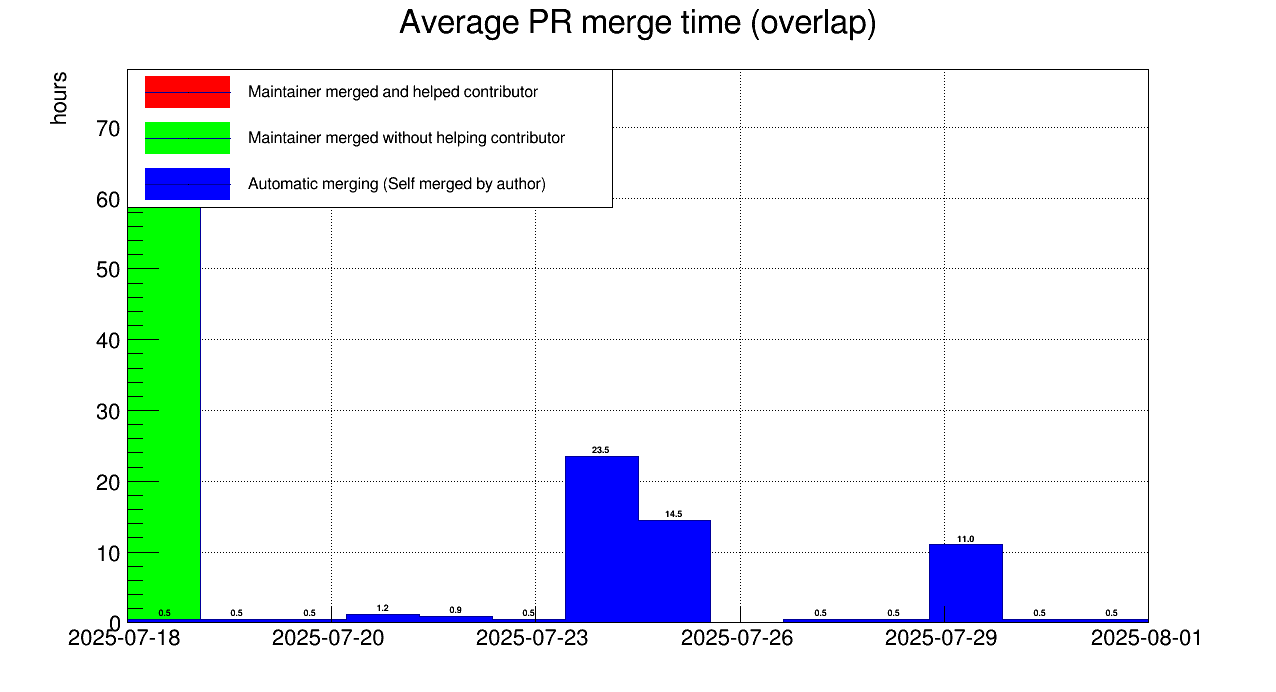 Average PR merge time (overlap)
hours
Maintainer merged and helped contributor
Maintainer merged without helping contributor
Automatic merging (Self merged by author)
70
60
50
40
30
20
10
0
23.5
14.5
11.0
0.5 0.5 0.5 1.2 0.9 0.5 0.5 0.5 0.5 0.5
2025-07-18 2025-07-20 2025-07-23 2025-07-26 2025-07-29 2025-08-01